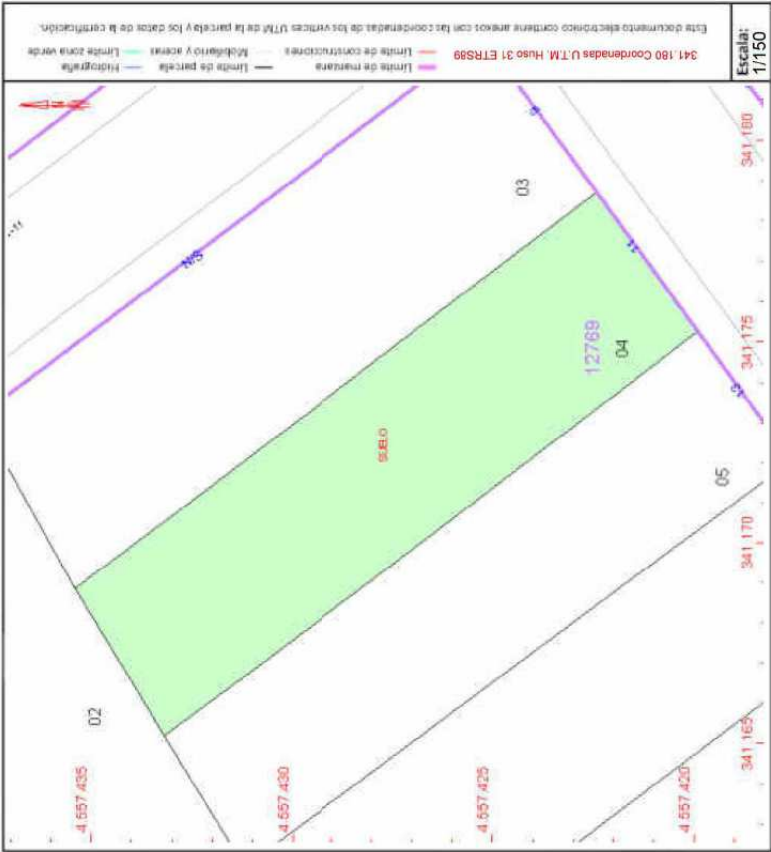 Este documento electrónico contiene anexos con las coordenadas de los vértices UTM de la parcela y los datos de la certificación.
341.180 Coordenadas U.T.M. Huso 31 ETRS89
Límite de manzana
Límite de parcela
Hidrografía
Límite de construcciones
Mobiliario y aceras
Límite zona verde
Escala:
1/150
N/S
03
9
341.180
11
SUELO
12769
04
341.175
13
05
341.170
02
341.165
4.557.435
4.557.430
4.557.425
4.557.420